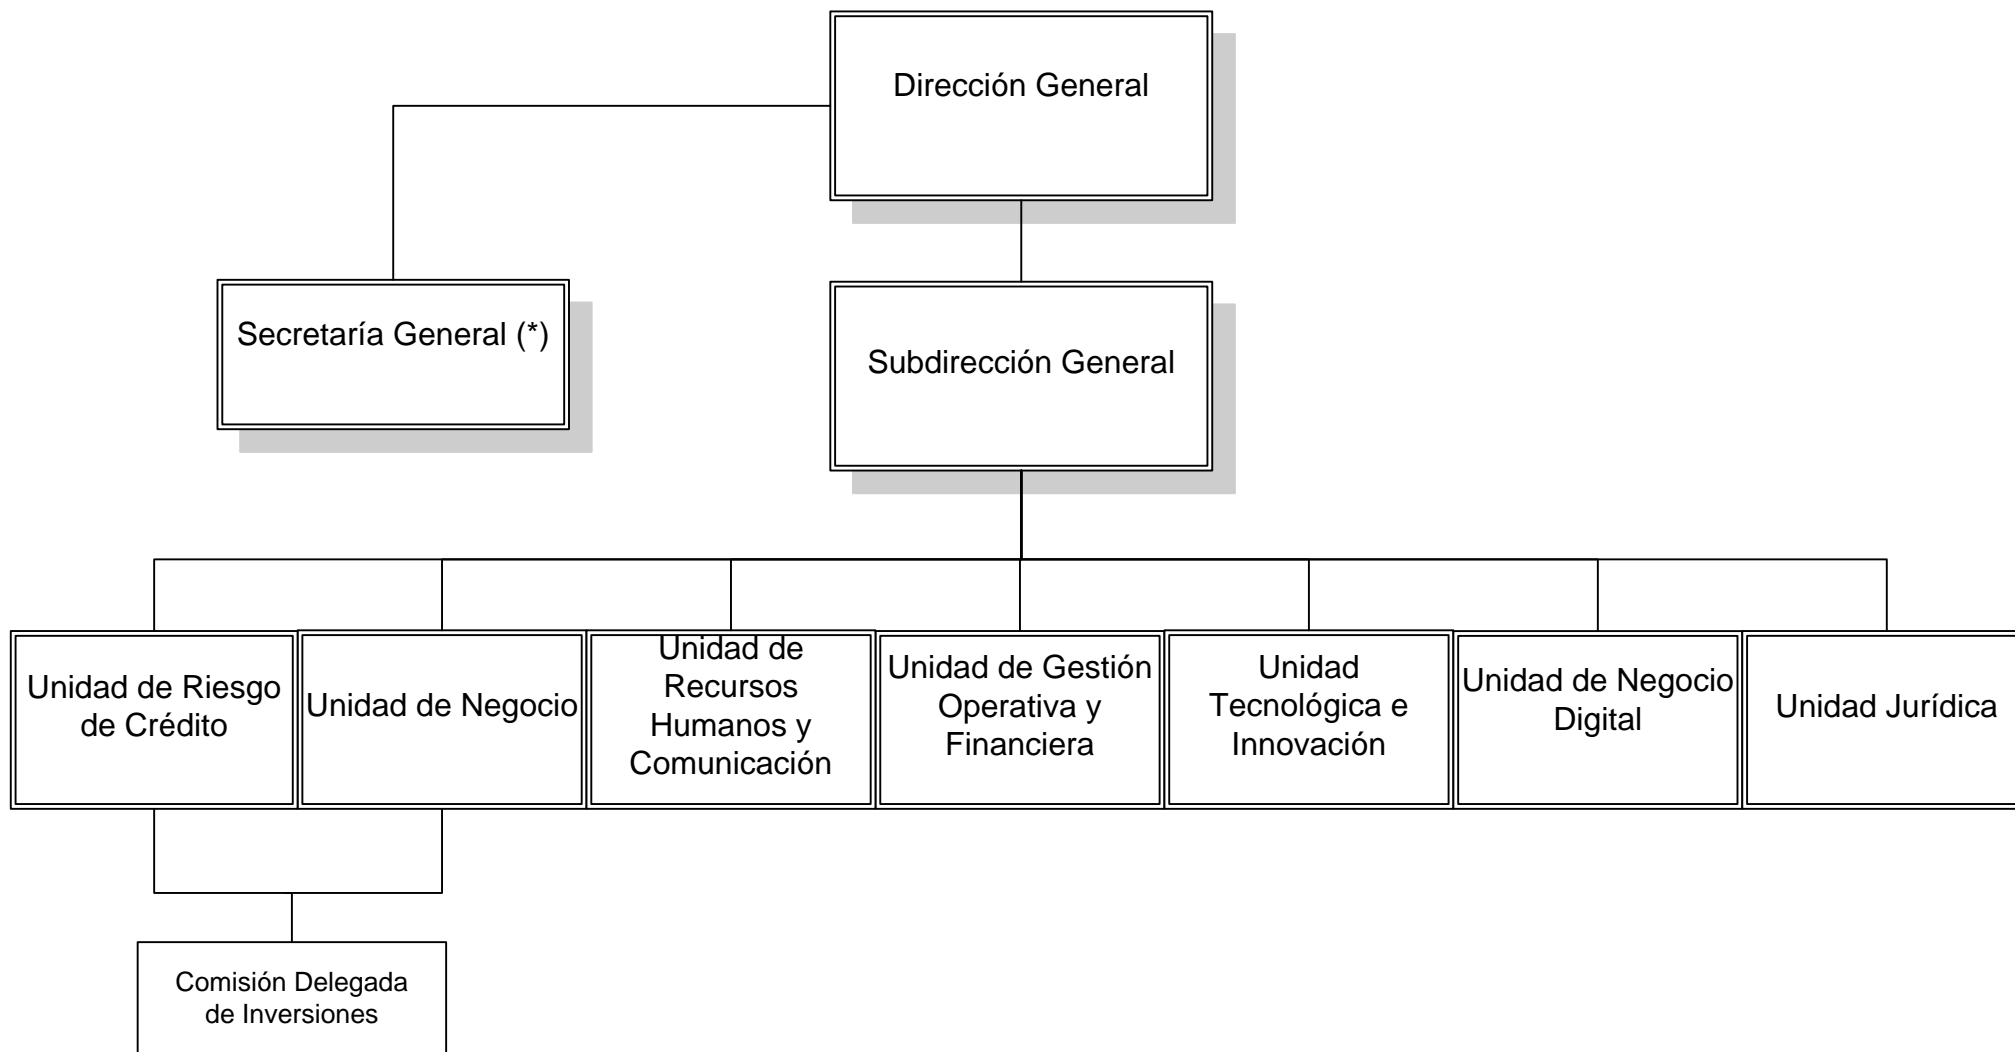 Dirección General
Secretaría General (*)
Subdirección General
Unidad de Riesgo
de Crédito
Unidad de Negocio
Unidad de
Recursos
Humanos y
Comunicación
Unidad de Gestión
Operativa y
Financiera
Unidad
Tecnológica e
Innovación
Unidad de Negocio
Digital
Unidad Jurídica
Comisión Delegada
de Inversiones